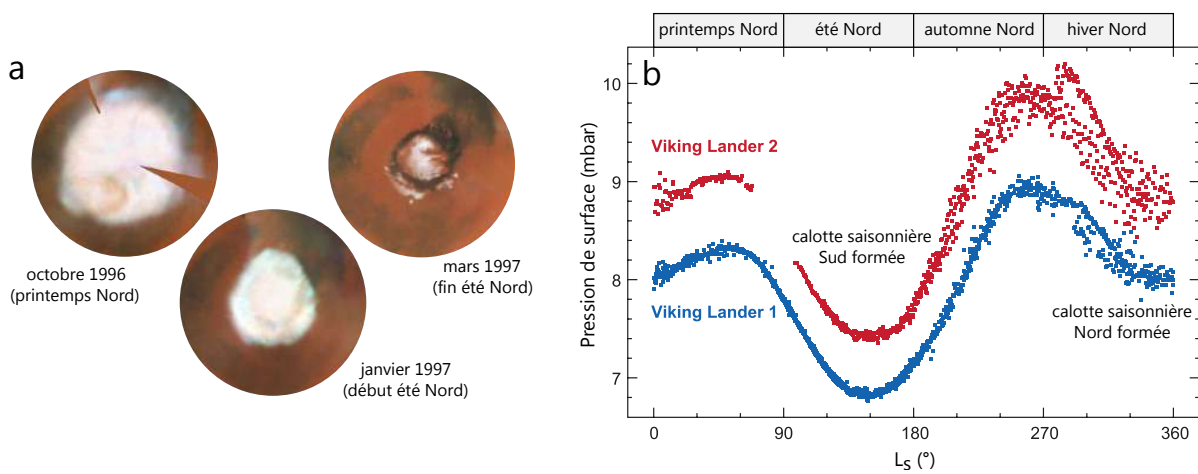 a
octobre 1996
(printemps Nord)
janvier 1997
(début été Nord)
mars 1997
(fin été Nord)
b
printemps Nord
été Nord
automne Nord
hiver Nord
Pression de surface (mbar)
10
9
8
7
Viking Lander 2
Viking Lander 1
calotte saisonnière
Sud formée
calotte saisonnière
Nord formée
0
90
180
270
360
LS (°)